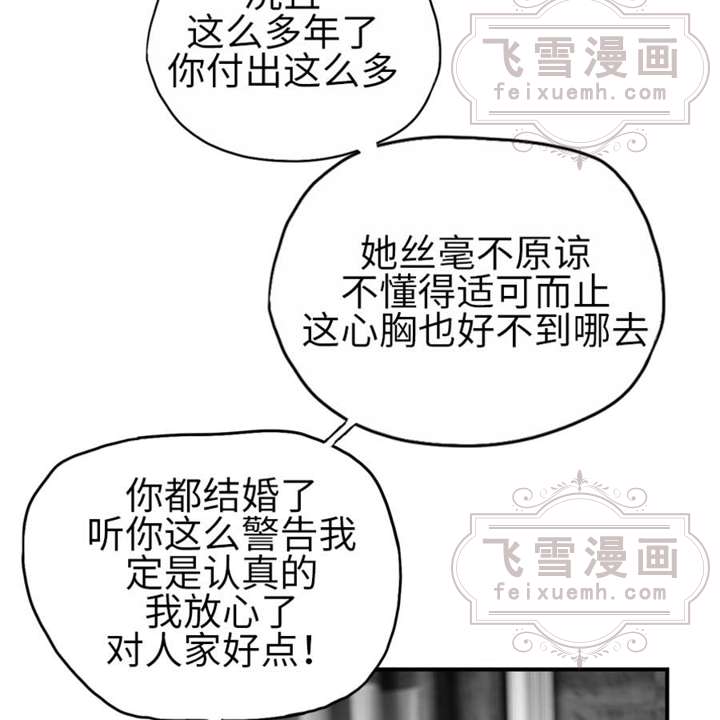 这么多年了
你付出这么多
飞雪漫画
feixuemh.com
她丝毫不原谅
不懂得适可而止
这心胸也好不到哪去
你都结婚了
听你这么警告我
定是认真的
我放心了
对人家好点！
飞雪漫画
feixuemh.com